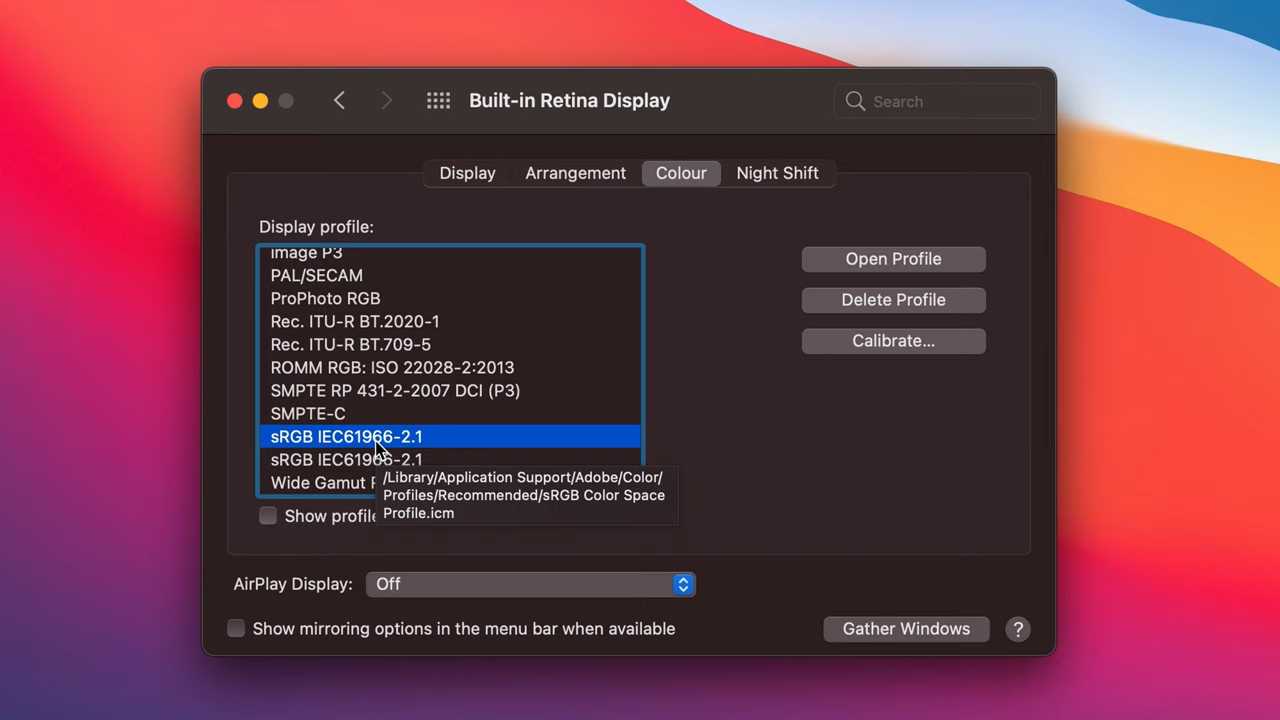 Built-in Retina Display
Search
Display Arrangement Colour Night Shift
Display profile:
image P3
PAL/SECAM
ProPhoto RGB
Rec. ITU-R BT.2020-1
Rec. ITU-R BT.709-5
ROMM RGB: ISO 22028-2:2013
SMPTE RP 431-2-2007 DCI (P3)
SMPTE-C
sRGB IEC61966-2.1
sRGB IEC61966-2.1
Wide Gamut
/Library/Application Support/Adobe/Color/
Profiles/Recommended/sRGB Color Space
Profile.icm
Show profile
Open Profile
Delete Profile
Calibrate...
AirPlay Display: Off
Show mirroring options in the menu bar when available
Gather Windows ?